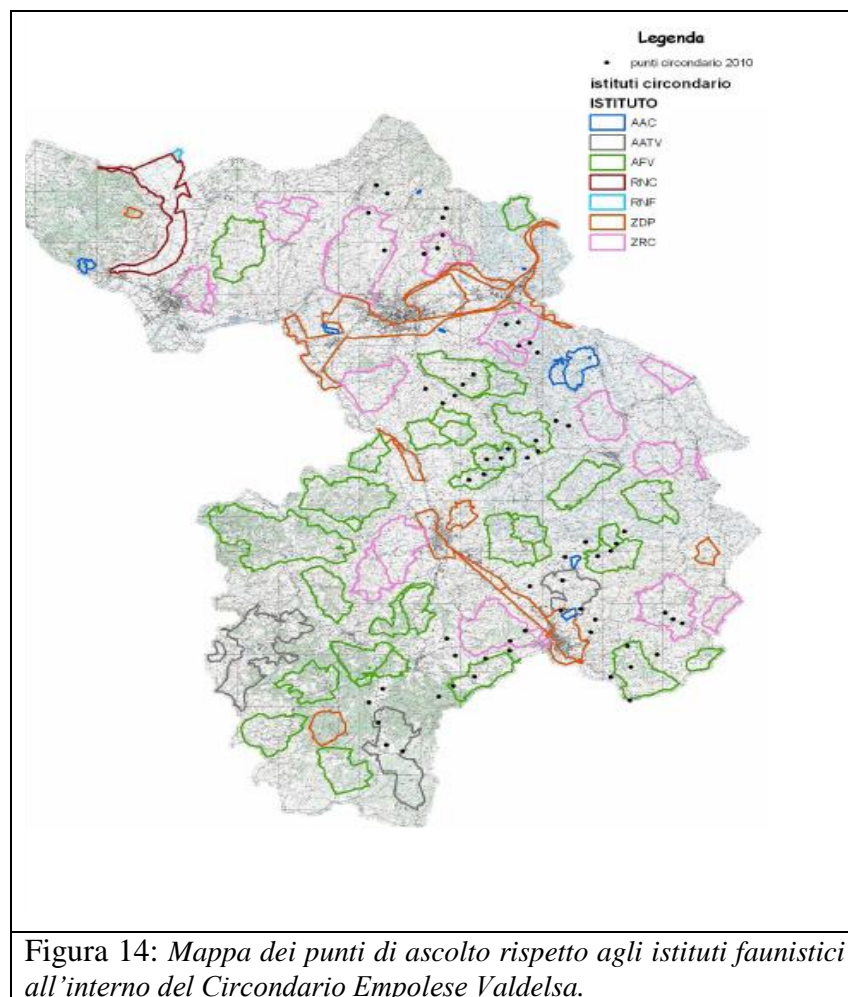 Legenda
punti circondario 2010
istituti circondario
ISTITUTO
AAC
AATV
AFV
RNC
RNF
ZDP
ZRC
Figura 14: Mappa dei punti di ascolto rispetto agli istituti faunistici
all'interno del Circondario Empolese Valdelsa.